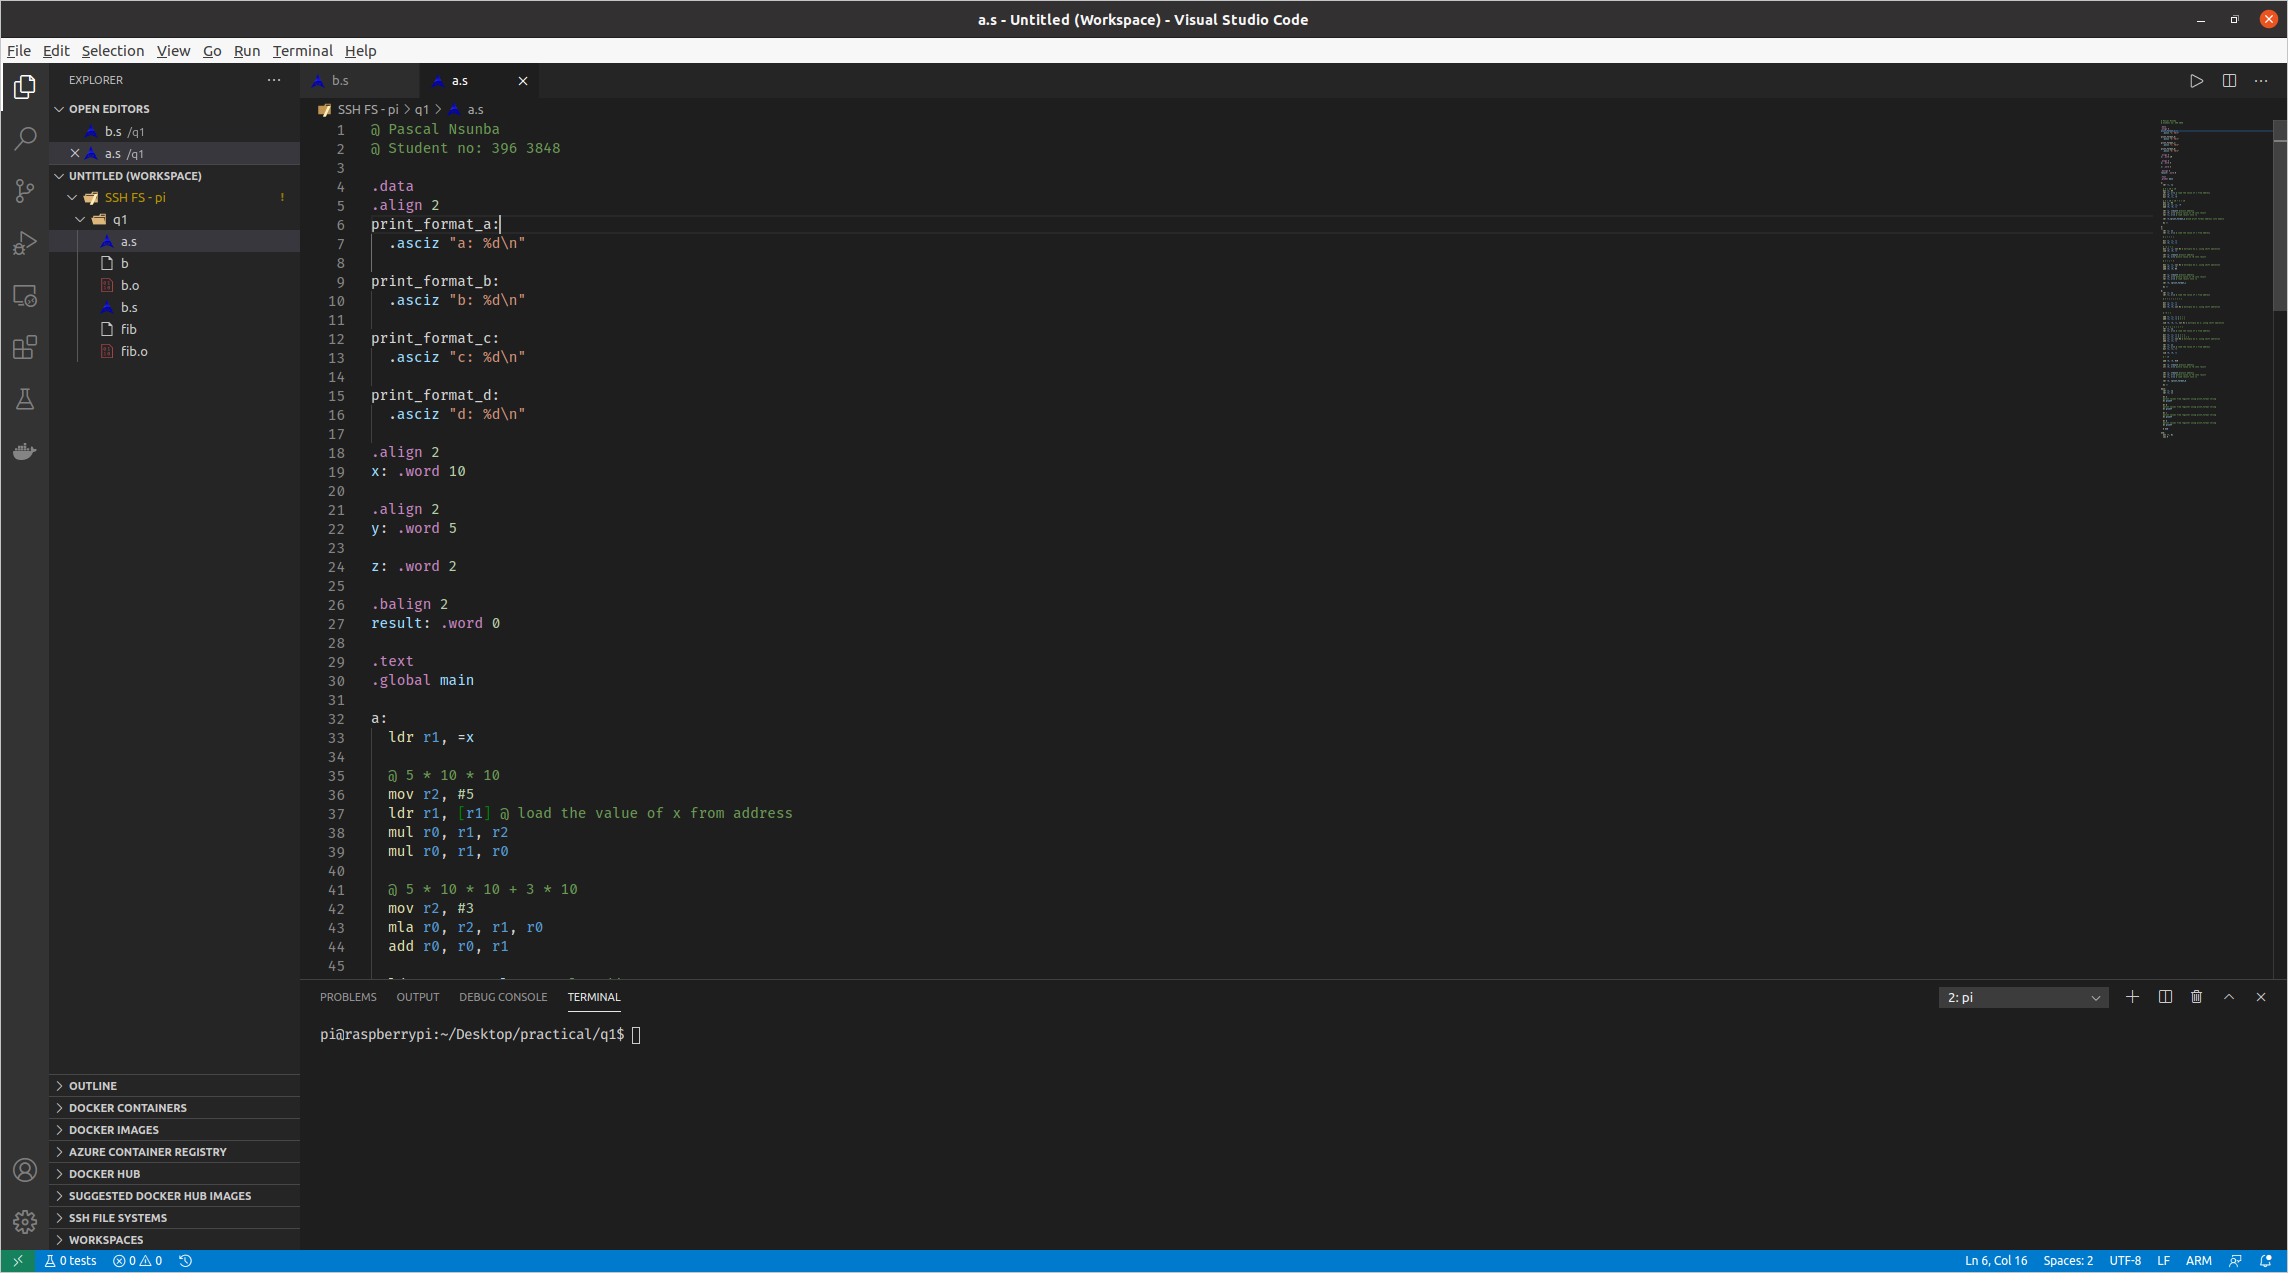 a.s - Untitled (Workspace) - Visual Studio Code
File Edit Selection View Go Run Terminal Help
EXPLORER
OPEN EDITORS
b.s /q1
a.s /q1
UNTITLED (WORKSPACE)
SSH FS - pi !
q1
a.s
b
b.o
b.s
fib
fib.o
OUTLINE
DOCKER CONTAINERS
DOCKER IMAGES
AZURE CONTAINER REGISTRY
DOCKER HUB
SUGGESTED DOCKER HUB IMAGES
SSH FILE SYSTEMS
WORKSPACES
b.s a.s
SSH FS - pi > q1 > a.s
1 @ Pascal Nsunba
2 @ Student no: 396 3848
3
4 .data
5 .align 2
6 print_format_a:
7 .asciz "a: %d\n"
8
9 print_format_b:
10 .asciz "b: %d\n"
11
12 print_format_c:
13 .asciz "c: %d\n"
14
15 print_format_d:
16 .asciz "d: %d\n"
17
18 .align 2
19 x: .word 10
20
21 .align 2
22 y: .word 5
23
24 z: .word 2
25
26 .balign 2
27 result: .word 0
28
29 .text
30 .global main
31
32 a:
33 ldr r1, =x
34
35 @ 5 * 10 * 10
36 mov r2, #5
37 ldr r1, [r1] @ load the value of x from address
38 mul r0, r1, r2
39 mul r0, r1, r0
40
41 @ 5 * 10 * 10 + 3 * 10
42 mov r2, #3
43 mla r0, r2, r1, r0
44 add r0, r0, r1
45
PROBLEMS OUTPUT DEBUG CONSOLE TERMINAL 2: pi
pi@raspberrypi:~/Desktop/practical/q1$
0 tests 0 0 Ln 6, Col 16 Spaces: 2 UTF-8 LF ARM